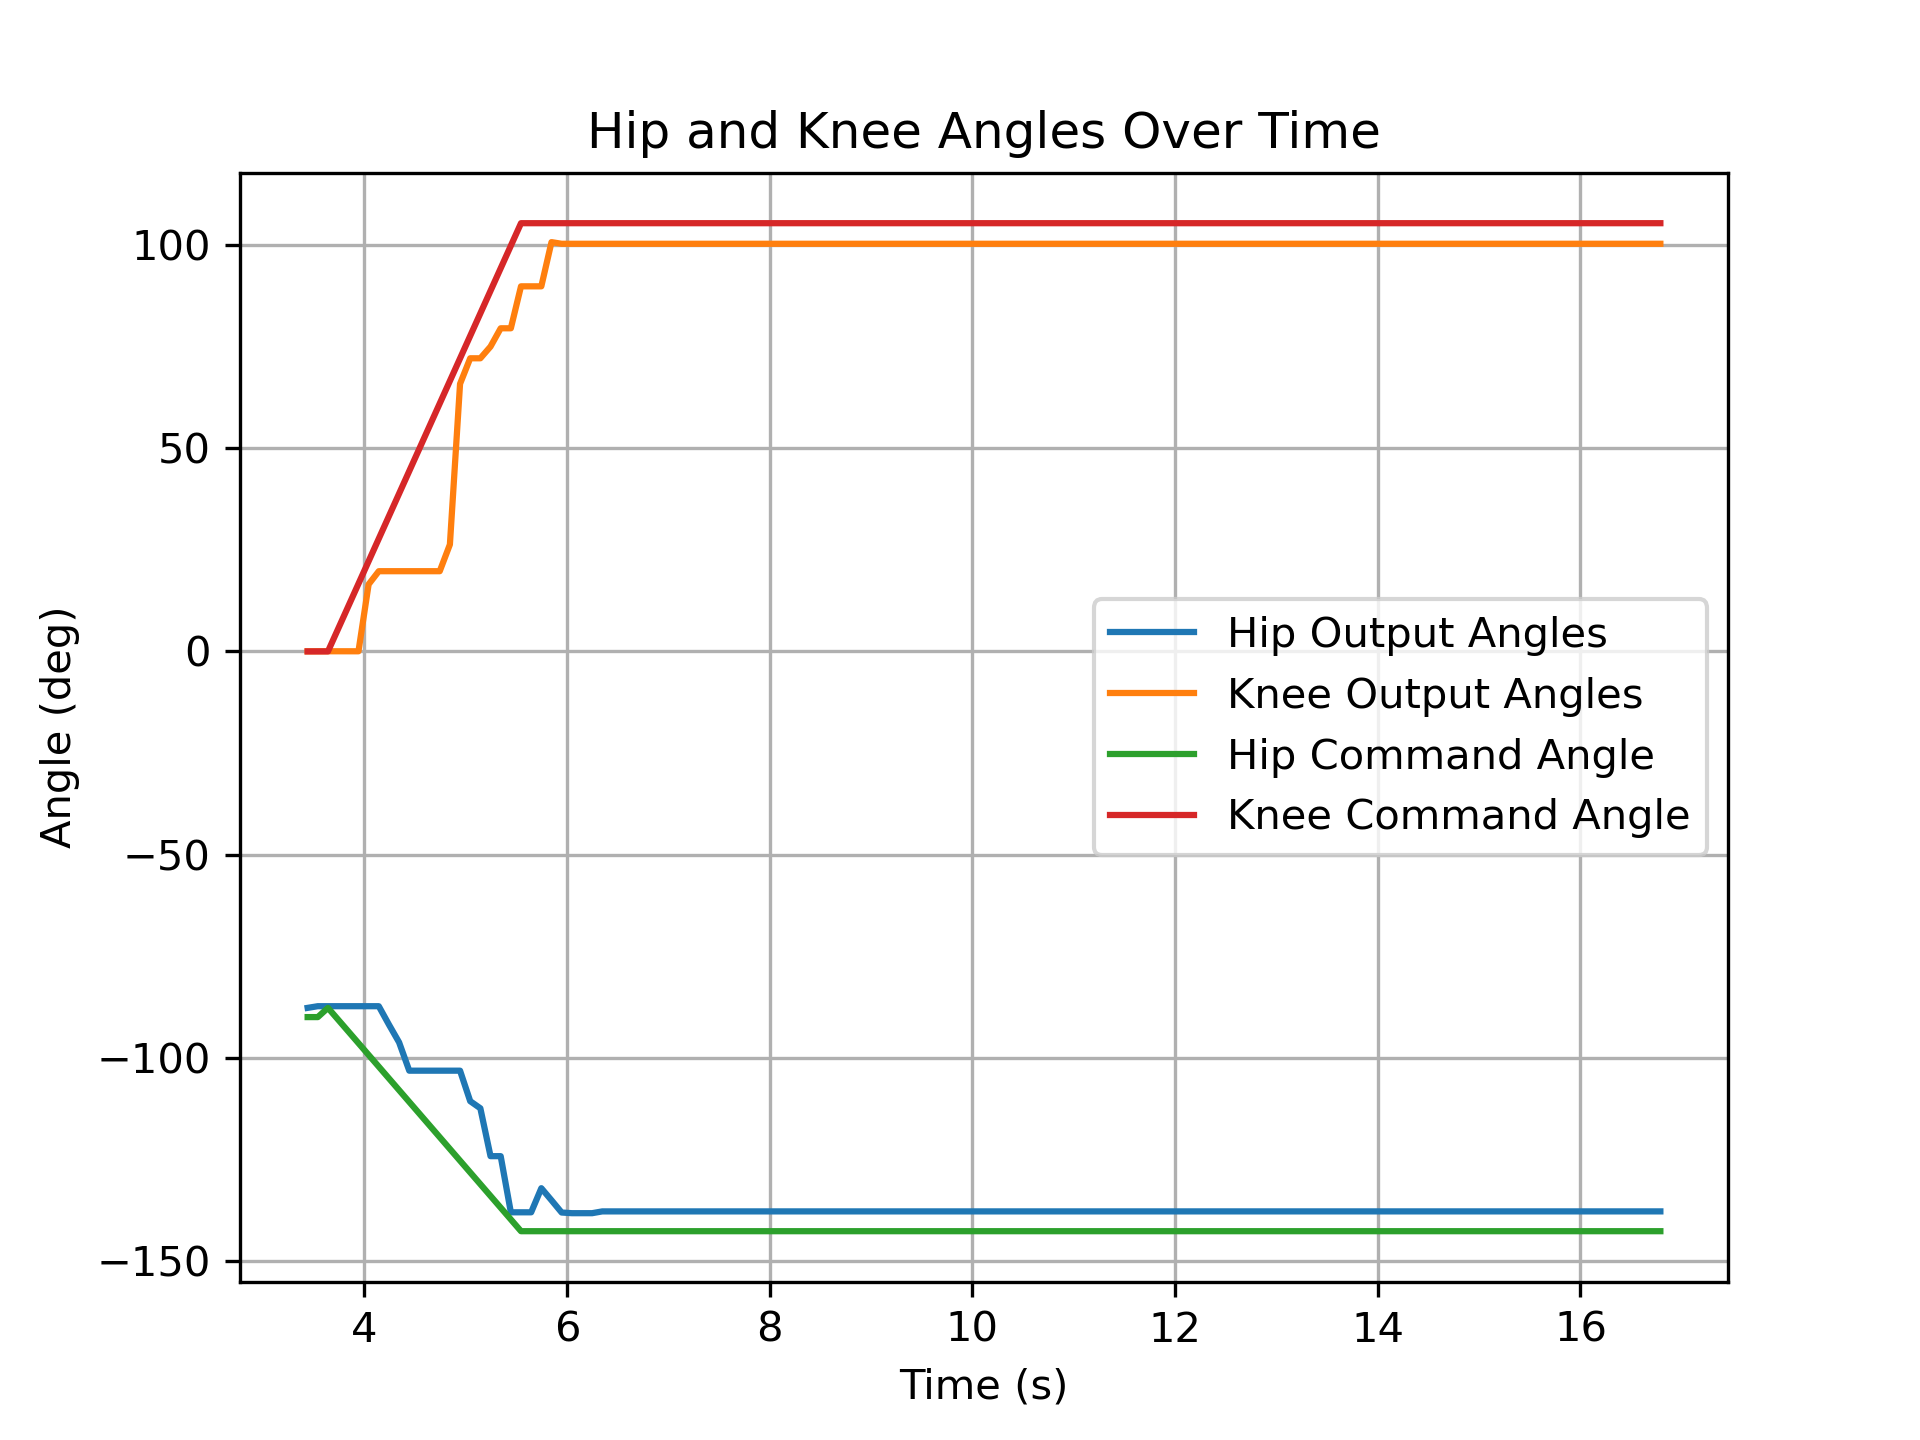 Hip and Knee Angles Over Time
100
50
0
−50
−100
−150
Angle (deg)
Hip Output Angles
Knee Output Angles
Hip Command Angle
Knee Command Angle
4 6 8 10 12 14 16
Time (s)